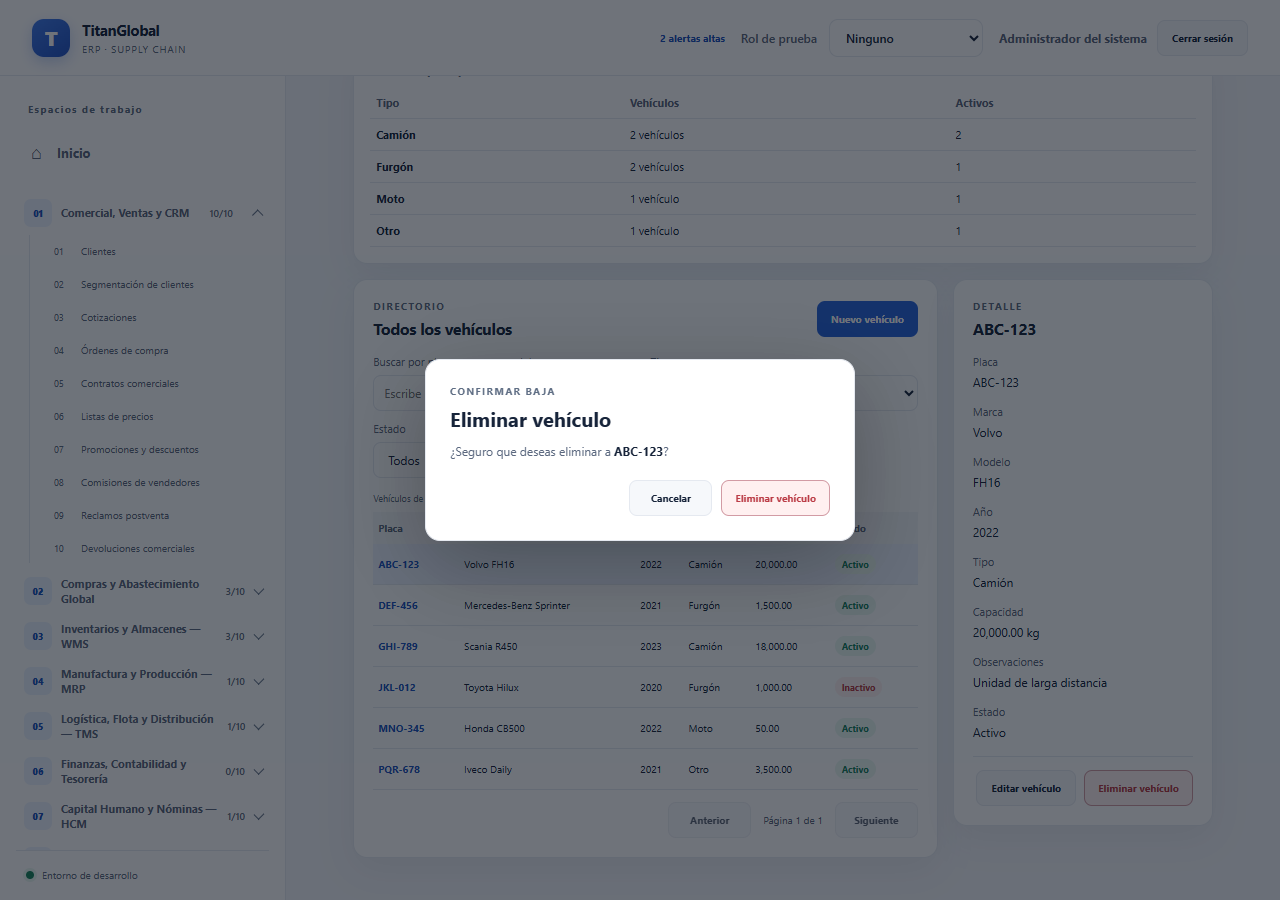 T
TitanGlobal
ERP · SUPPLY CHAIN
2 alertas altas
Rol de prueba
Ninguno
Administrador del sistema
Cerrar sesión
Espacios de trabajo
Inicio
01 Comercial, Ventas y CRM 10/10
01 Clientes
02 Segmentación de clientes
03 Cotizaciones
04 Órdenes de compra
05 Contratos comerciales
06 Listas de precios
07 Promociones y descuentos
08 Comisiones de vendedores
09 Reclamos postventa
10 Devoluciones comerciales
02 Compras y Abastecimiento Global 3/10
03 Inventarios y Almacenes — WMS 3/10
04 Manufactura y Producción — MRP 1/10
05 Logística, Flota y Distribución — TMS 1/10
06 Finanzas, Contabilidad y Tesorería 0/10
07 Capital Humano y Nóminas — HCM 1/10
Entorno de desarrollo
Tipo Vehículos Activos
Camión 2 vehículos 2
Furgón 2 vehículos 1
Moto 1 vehículo 1
Otro 1 vehículo 1
DIRECTORIO
Todos los vehículos
Nuevo vehículo
Buscar por
Escribe
Estado
Todos
Vehículos de
Placa
ABC-123 Volvo FH16 2022 Camión 20,000.00 Activo
DEF-456 Mercedes-Benz Sprinter 2021 Furgón 1,500.00 Activo
GHI-789 Scania R450 2023 Camión 18,000.00 Activo
JKL-012 Toyota Hilux 2020 Furgón 1,000.00 Inactivo
MNO-345 Honda CB500 2022 Moto 50.00 Activo
PQR-678 Iveco Daily 2021 Otro 3,500.00 Activo
Anterior Página 1 de 1 Siguiente
CONFIRMAR BAJA
Eliminar vehículo
¿Seguro que deseas eliminar a ABC-123?
Cancelar
Eliminar vehículo
DETALLE
ABC-123
Placa
ABC-123
Marca
Volvo
Modelo
FH16
Año
2022
Tipo
Camión
Capacidad
20,000.00 kg
Observaciones
Unidad de larga distancia
Estado
Activo
Editar vehículo
Eliminar vehículo